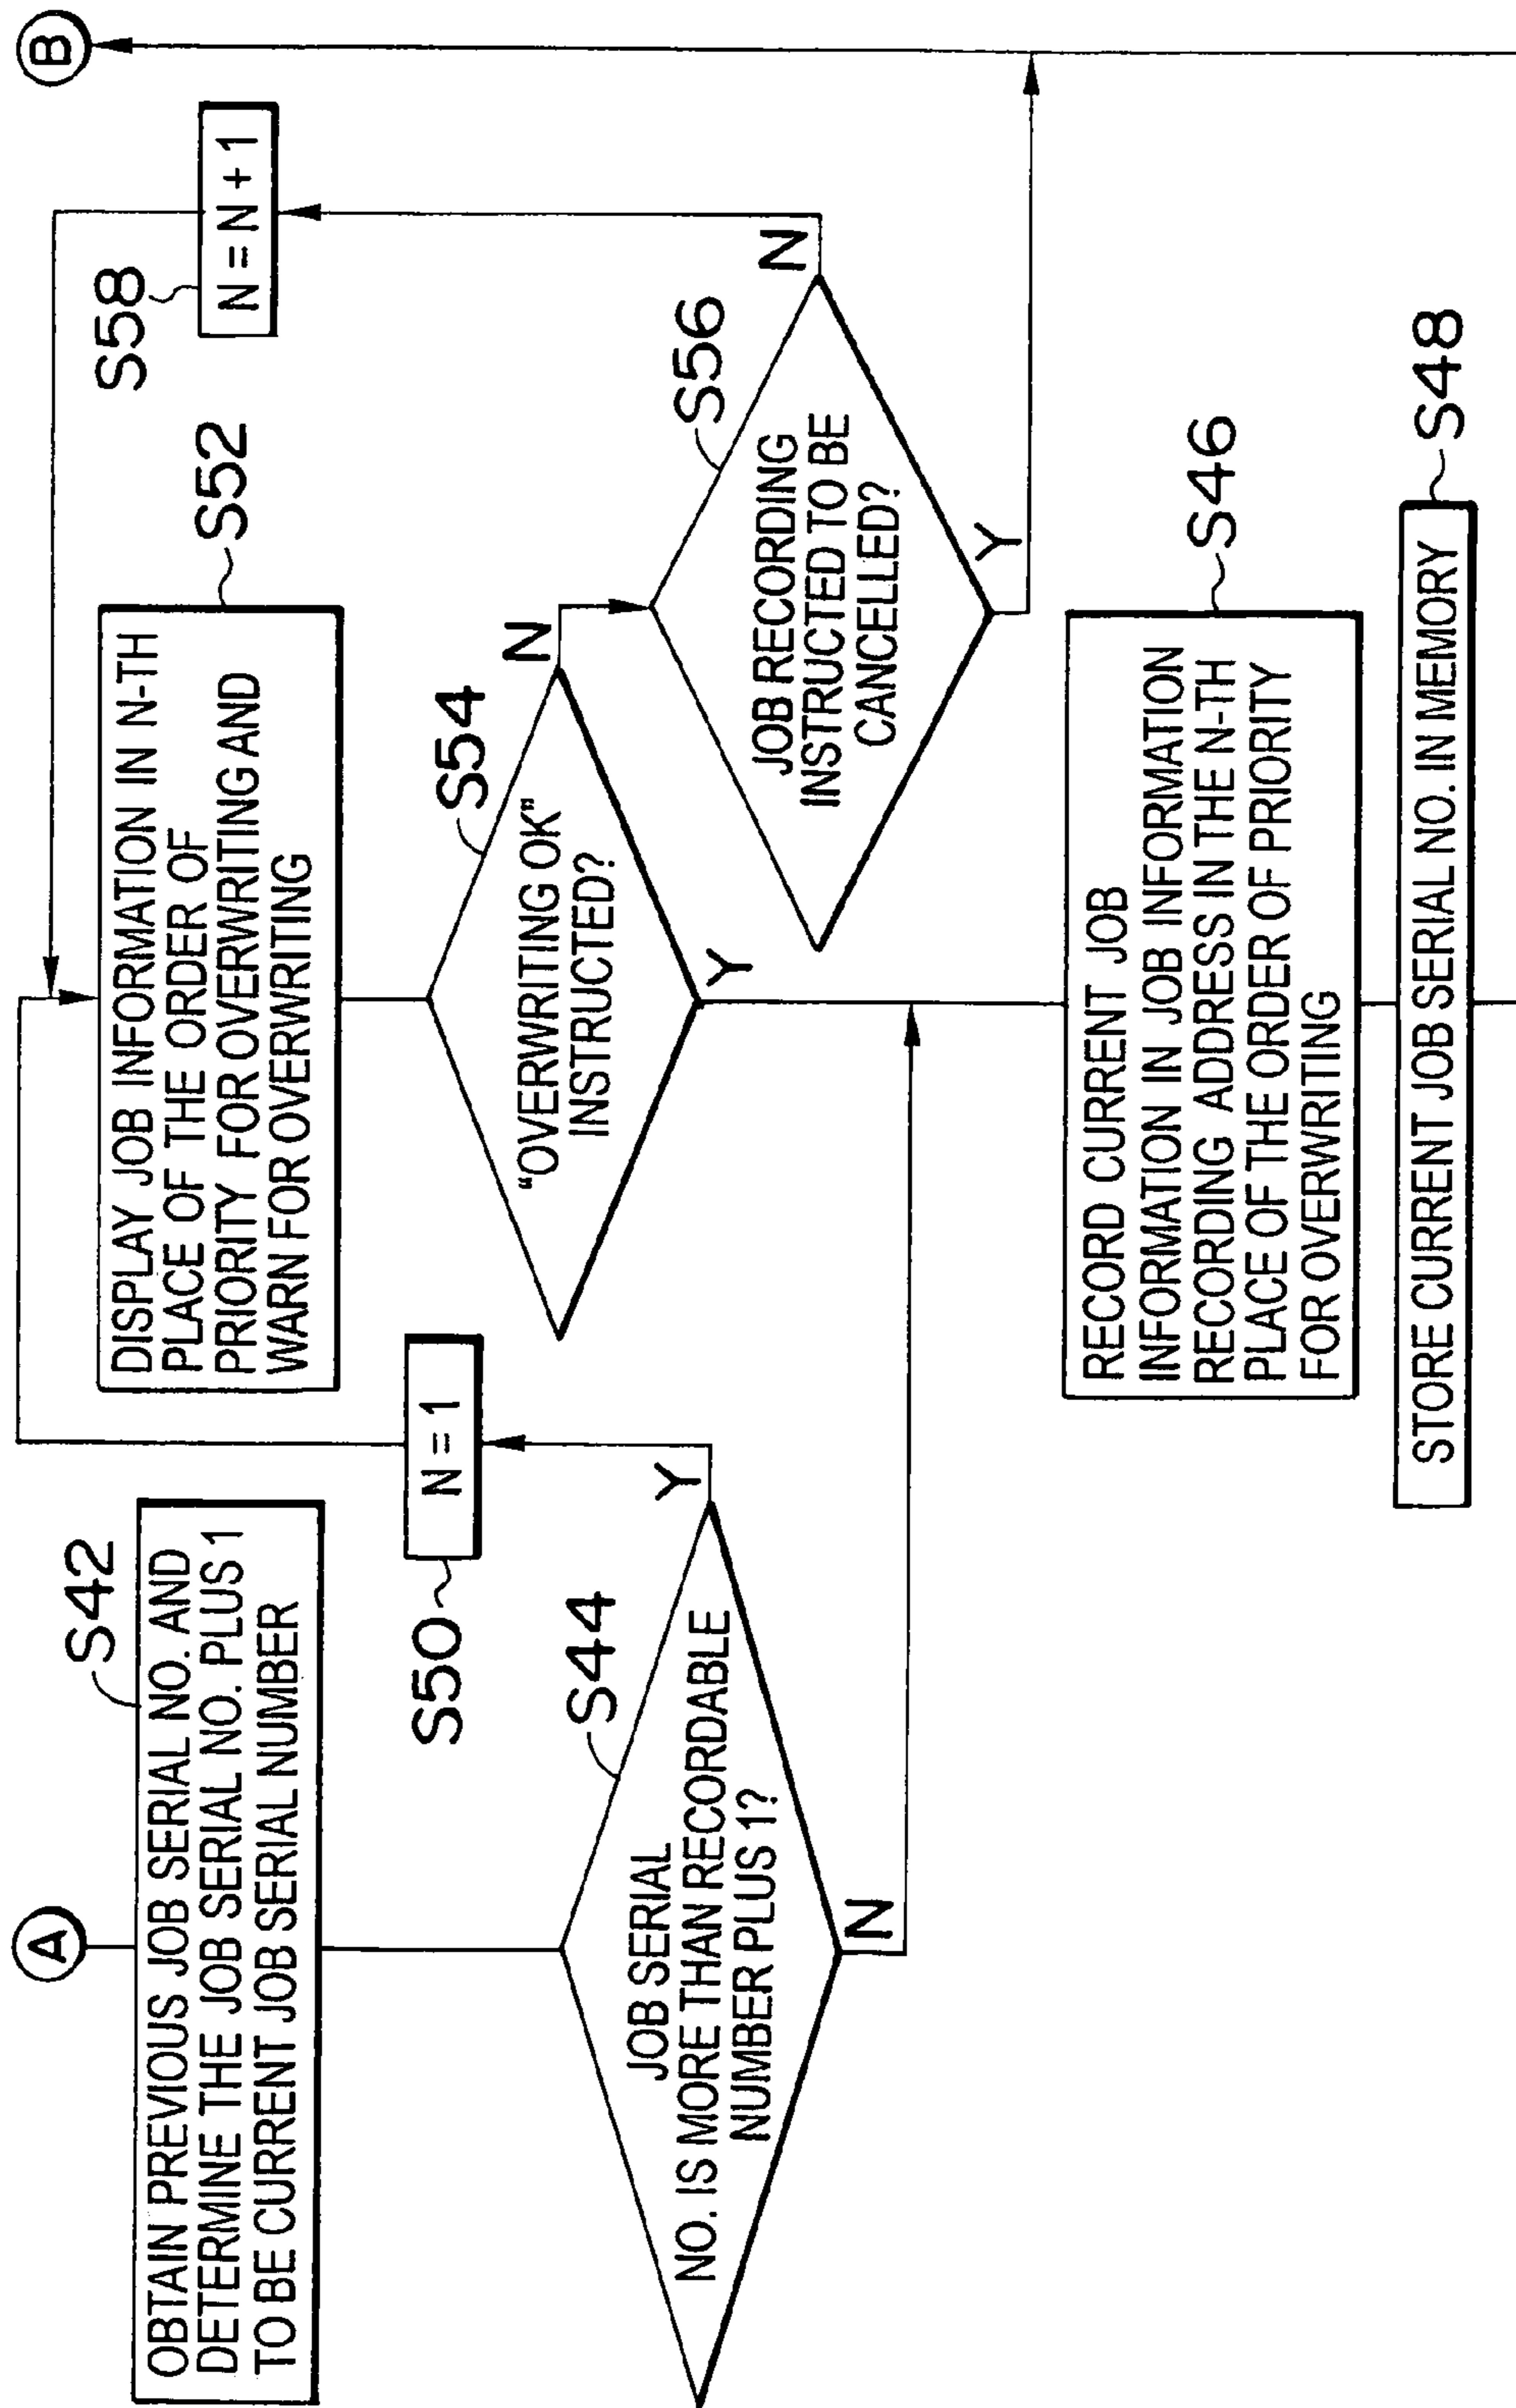 A
S42
OBTAIN PREVIOUS JOB SERIAL NO. AND
DETERMINE THE JOB SERIAL NO. PLUS 1
TO BE CURRENT JOB SERIAL NUMBER
S44
JOB SERIAL
NO. IS MORE THAN RECORDABLE
NUMBER PLUS 1?
Y
N
S50
N = 1
S52
DISPLAY JOB INFORMATION IN N-TH
PLACE OF THE ORDER OF
PRIORITY FOR OVERWRITING AND
WARN FOR OVERWRITING
S54
“OVERWRITING OK”
INSTRUCTED?
N
Y
S56
JOB RECORDING
INSTRUCTED TO BE
CANCELLED?
N
Y
S58
N = N + 1
B
S46
RECORD CURRENT JOB
INFORMATION IN JOB INFORMATION
RECORDING ADDRESS IN THE N-TH
PLACE OF THE ORDER OF PRIORITY
FOR OVERWRITING
S48
STORE CURRENT JOB SERIAL NO. IN MEMORY